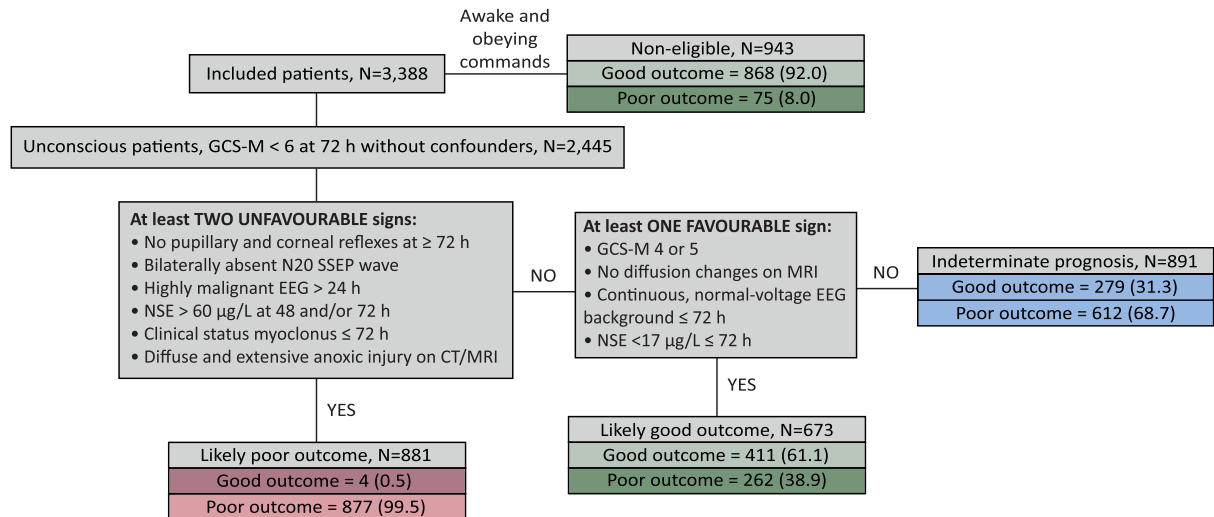 Awake and
obeying
commands
Included patients, N=3,388
Non-eligible, N=943
Good outcome = 868 (92.0)
Poor outcome = 75 (8.0)
Unconscious patients, GCS-M < 6 at 72 h without confounders, N=2,445
At least TWO UNFAVOURABLE signs:
• No pupillary and corneal reflexes at ≥ 72 h
• Bilaterally absent N20 SSEP wave
• Highly malignant EEG > 24 h
• NSE > 60 µg/L at 48 and/or 72 h
• Clinical status myoclonus ≤ 72 h
• Diffuse and extensive anoxic injury on CT/MRI
NO
At least ONE FAVOURABLE sign:
• GCS-M 4 or 5
• No diffusion changes on MRI
• Continuous, normal-voltage EEG
background ≤ 72 h
• NSE <17 µg/L ≤ 72 h
NO
Indeterminate prognosis, N=891
Good outcome = 279 (31.3)
Poor outcome = 612 (68.7)
YES
Likely poor outcome, N=881
Good outcome = 4 (0.5)
Poor outcome = 877 (99.5)
YES
Likely good outcome, N=673
Good outcome = 411 (61.1)
Poor outcome = 262 (38.9)